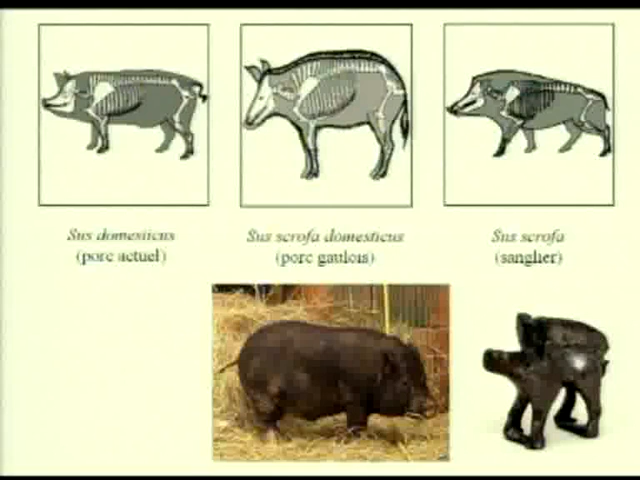 Sus domesticus
(porc actuel)
Sus scrofa domesticus
(porc gaulois)
Sus scrofa
(sanglier)